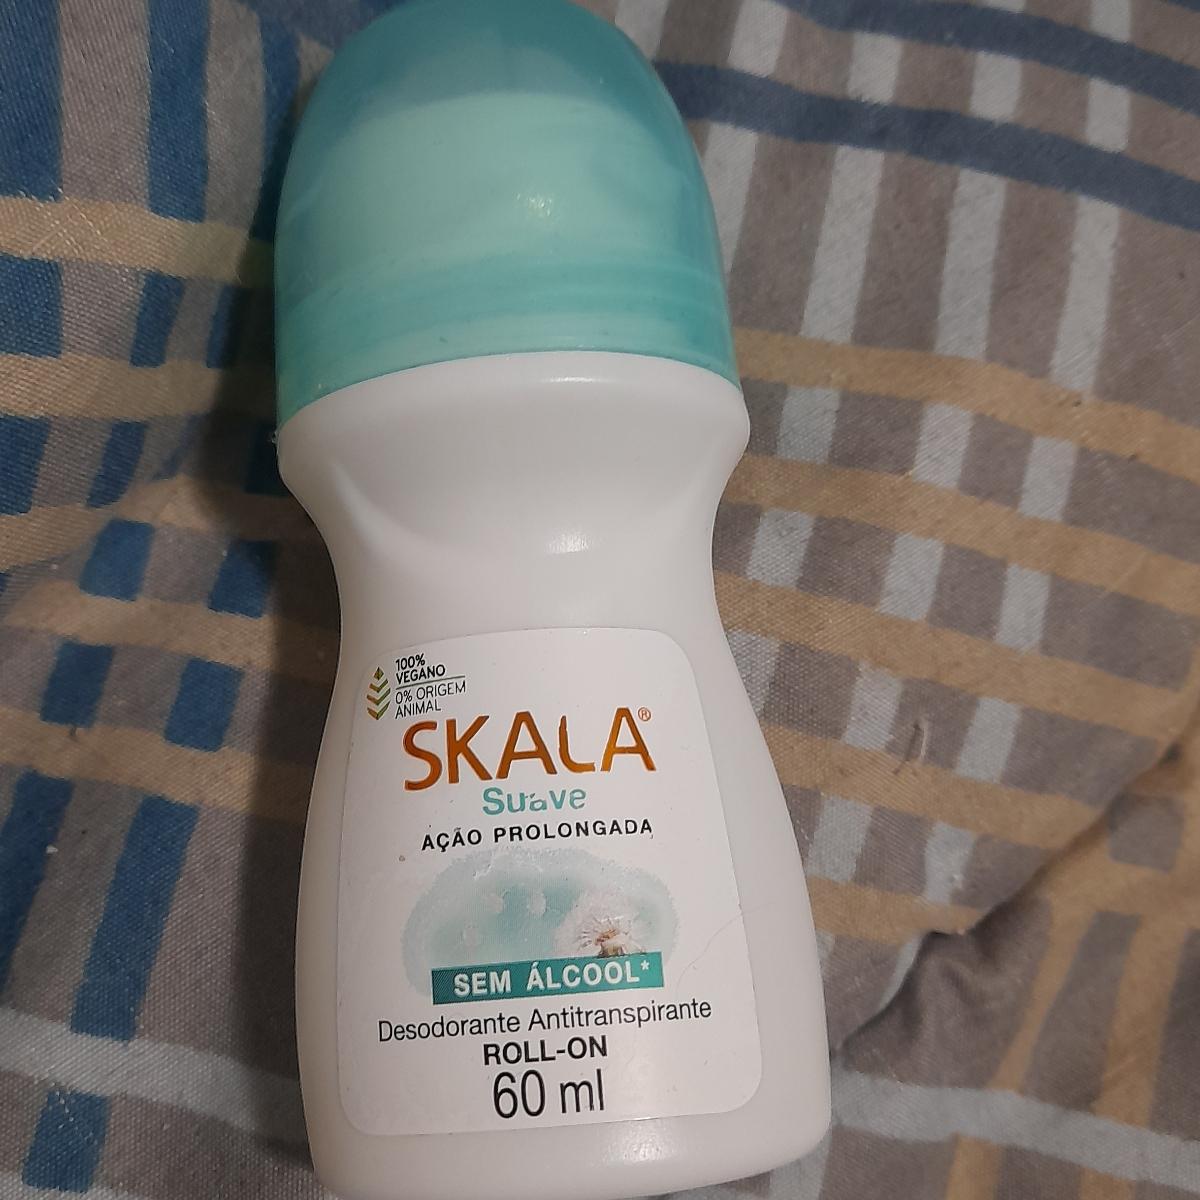 100%
VEGANO
0% ORIGEM
ANIMAL
SKALA®
Suave
AÇÃO PROLONGADA
SEM ÁLCOOL*
Desodorante Antitranspirante
ROLL-ON
60 ml